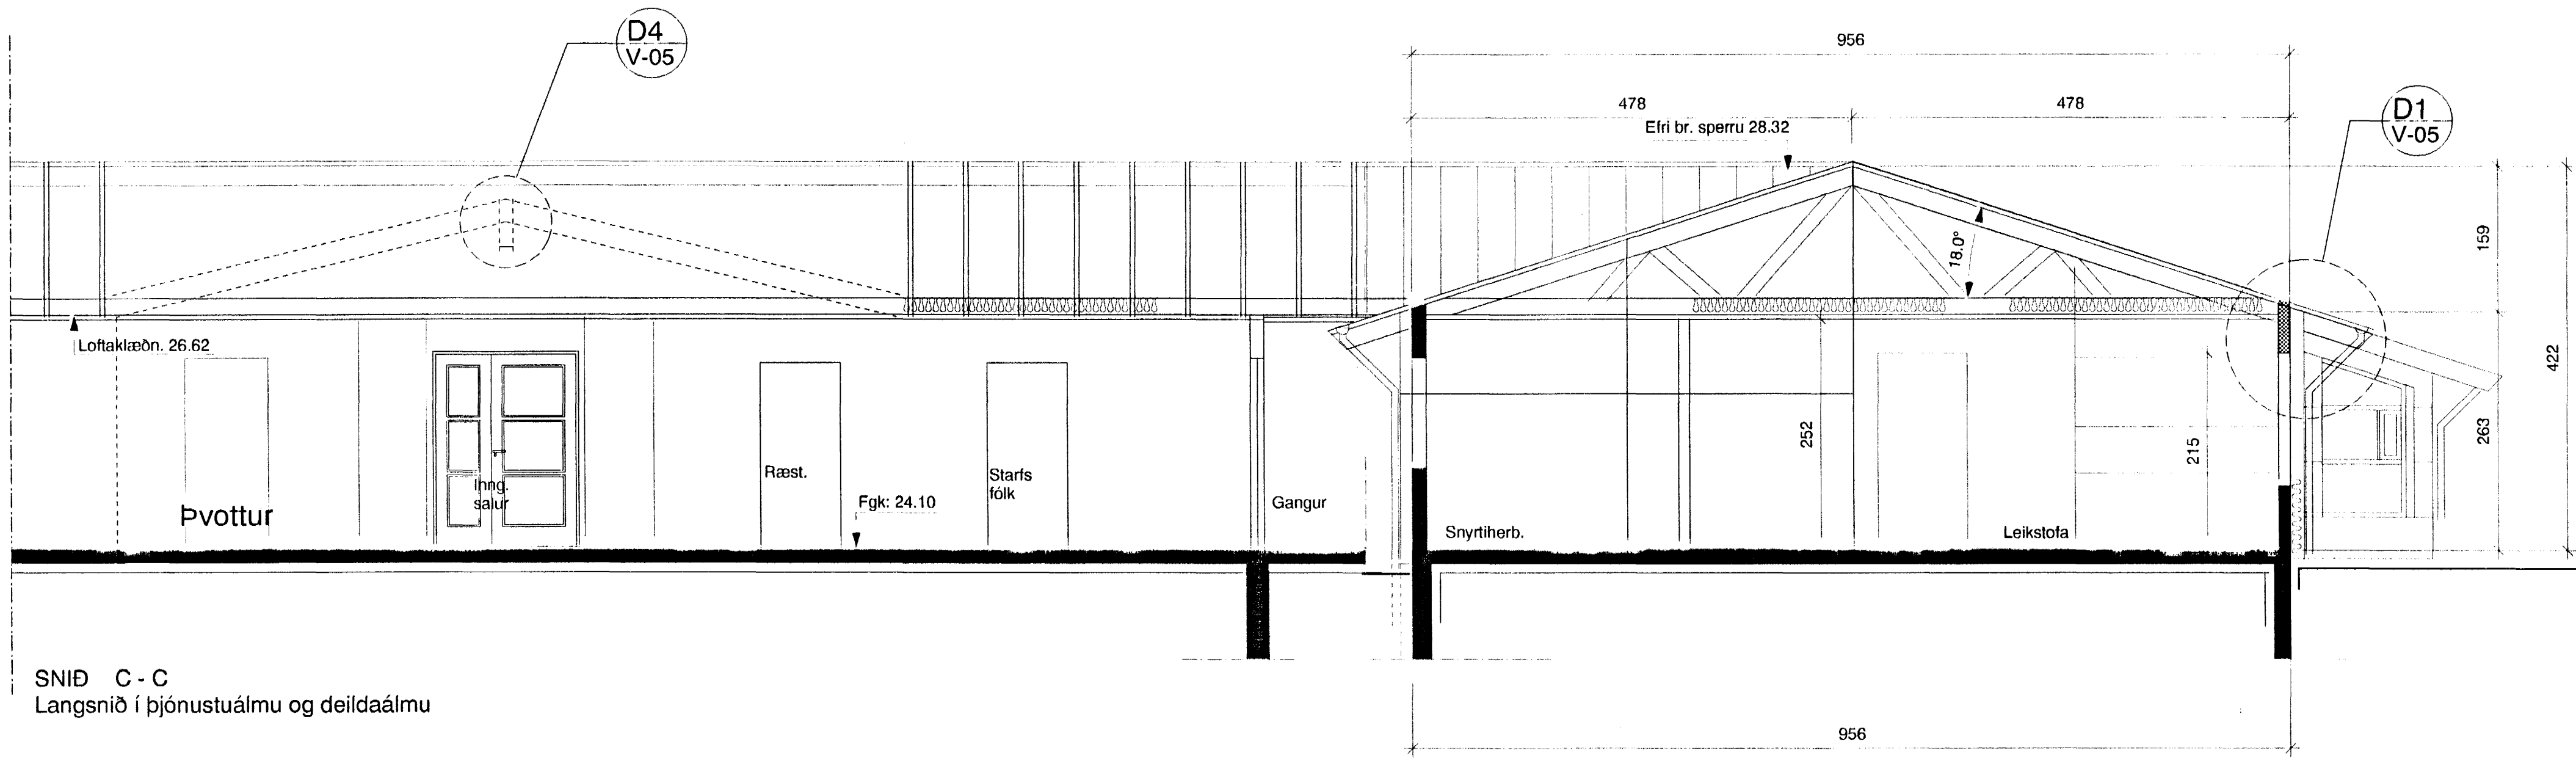 D4
V-05
956
478
478
Efri br. sperru 28.32
D1
V-05
18.0°
159
422
263
Loftaklæðn. 26.62
252
215
Þvottur
Inng.
salur
Ræst.
Starfs
fólk
Fgk: 24.10
Gangur
Snyrtiherb.
Leikstofa
SNIÐ C - C
Langsnið í þjónustuálmu og deildaálmu
956